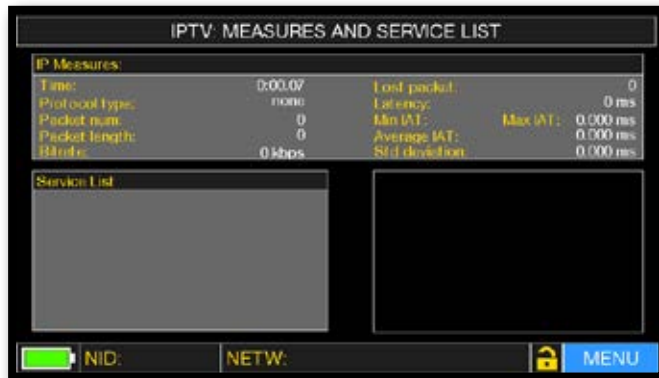 IPTV: MEASURES AND SERVICE LIST
IP Measures:
Time: 0:00.07 Lost packet: 0
Protocol type: none Latency: 0 ms
Packet num: 0 Min IAT: Max IAT: 0.000 ms
Packet length: 0 Average IAT: 0.000 ms
Bitrate: 0 kbps Std deviation: 0.000 ms
Service List
NID: NETW: MENU